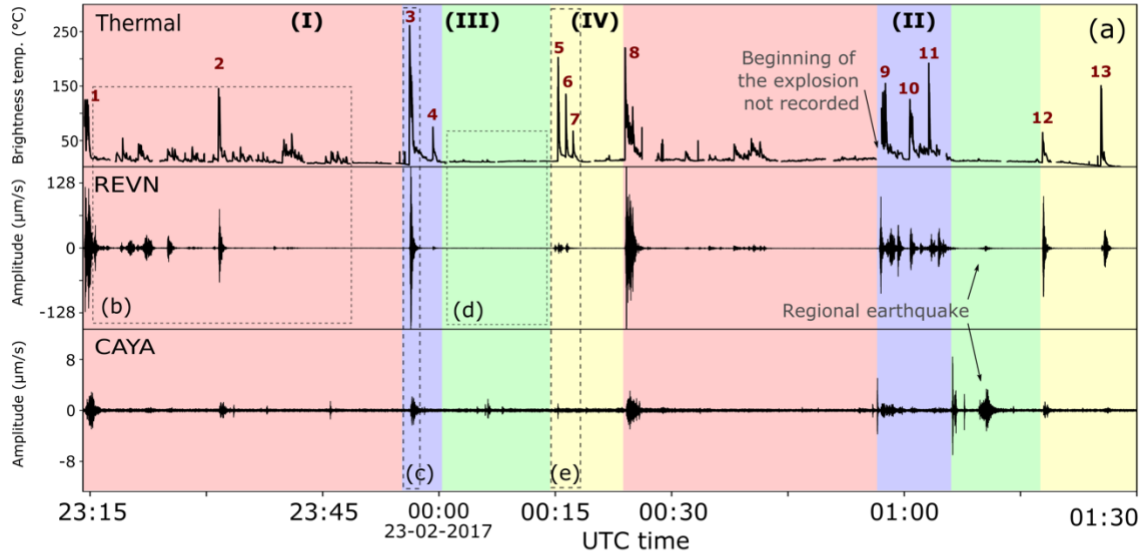 Thermal
(I)
3
(III)
(IV)
(II)
(a)
Brightness temp. (°C)
250
150
50
1
2
4
5
6
7
8
Beginning of
the explosion
not recorded
9
10
11
12
13
REVN
Amplitude (μm/s)
128
0
-128
(b)
(d)
Regional earthquake
CAYA
Amplitude (μm/s)
8
0
-8
(c)
(e)
23:15
23:45
00:00
00:15
00:30
01:00
01:30
23-02-2017
UTC time